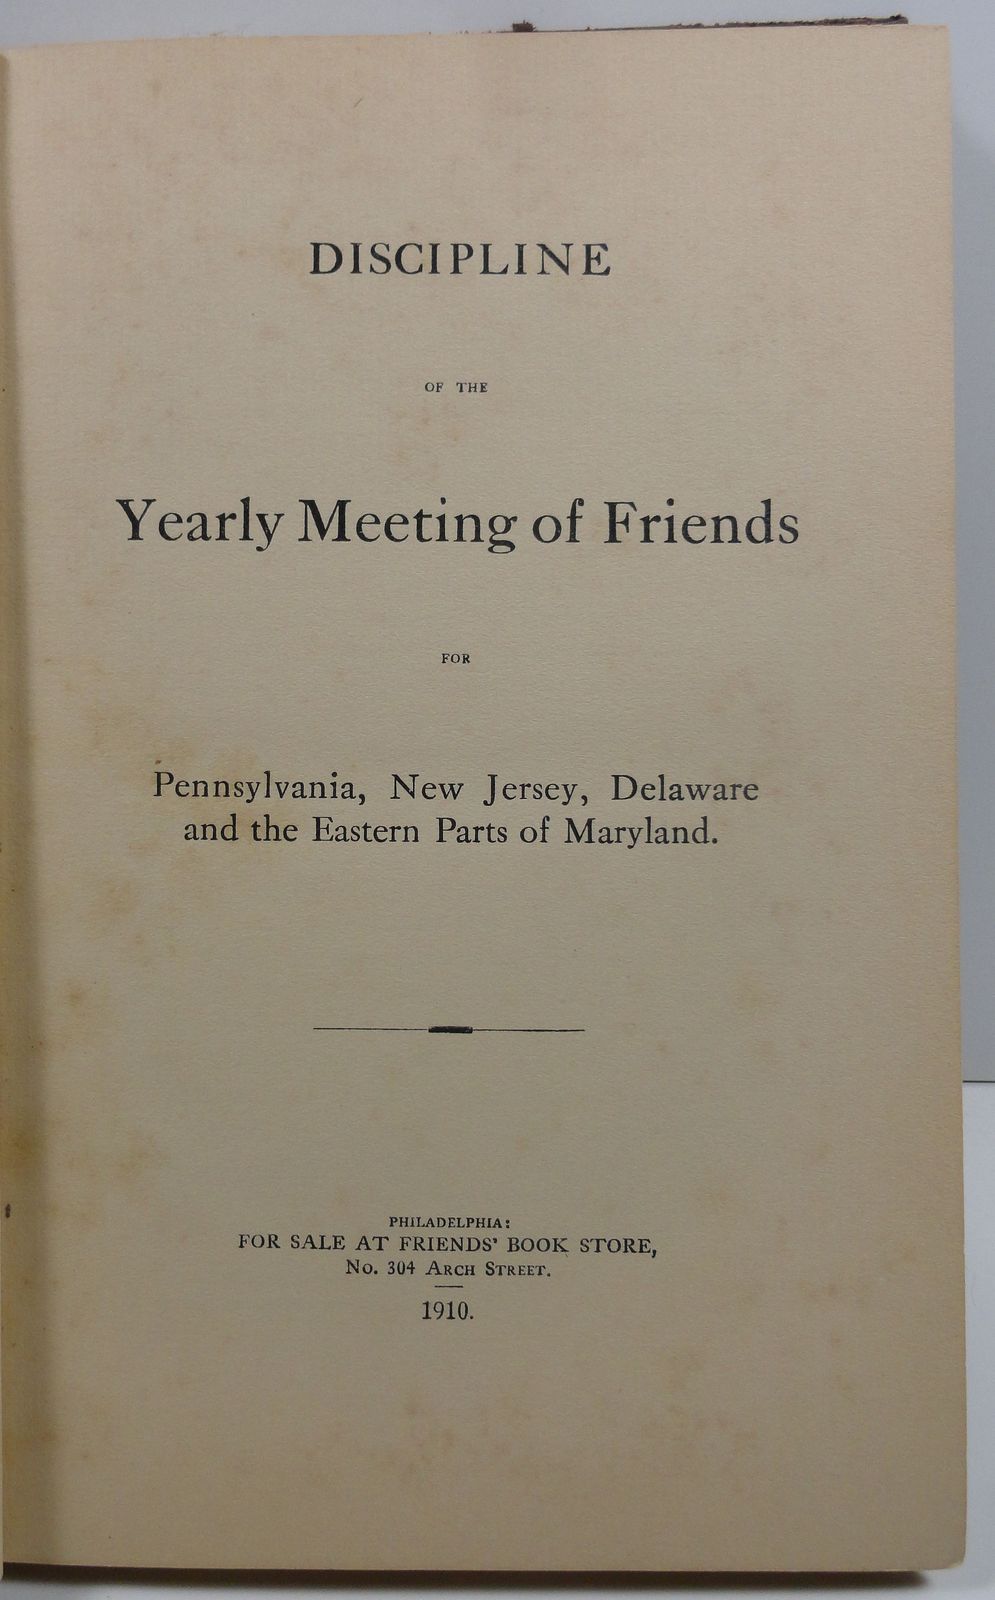 DISCIPLINE
OF THE
Yearly Meeting of Friends
FOR
Pennsylvania, New Jersey, Delaware
and the Eastern Parts of Maryland.
PHILADELPHIA:
FOR SALE AT FRIENDS' BOOK STORE,
No. 304 ARCH STREET.
1910.